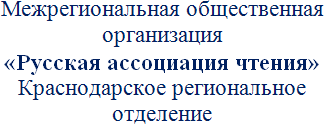 Межрегиональная общественная
организация
«Русская ассоциация чтения»
Краснодарское региональное
отделение